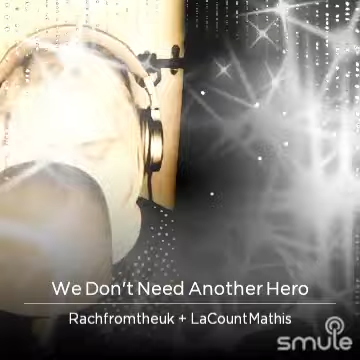 We Don't Need Another Hero
Rachfromtheuk + LaCountMathis
smule